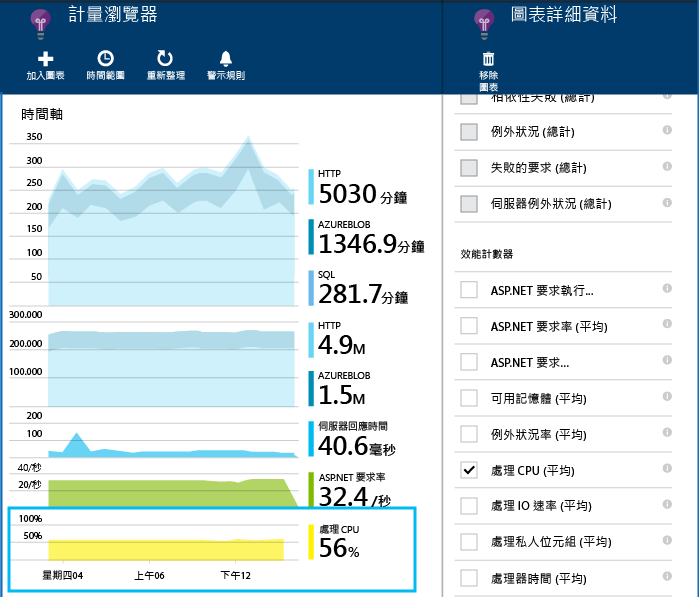 計量瀏覽器
加入圖表
時間範圍
重新整理
警示規則
時間軸
350
300
250
200
150
100
50
HTTP
5030 分鐘
AZUREBLOB
1346.9分鐘
SQL
281.7分鐘
300.000
200.000
100.000
HTTP
4.9M
AZUREBLOB
1.5M
200
100
伺服器回應時間
40.6毫秒
40/秒
20/秒
ASP.NET 要求率
32.4 /秒
100%
50%
處理 CPU
56%
星期四04
上午06
下午12
圖表詳細資料
移除
圖表
相依性失敗 (總計)
例外狀況 (總計)
失敗的要求 (總計)
伺服器例外狀況 (總計)
效能計數器
ASP.NET 要求執行...
ASP.NET 要求率 (平均)
ASP.NET 要求...
可用記憶體 (平均)
例外狀況率 (平均)
處理 CPU (平均)
處理 IO 速率 (平均)
處理私人位元組 (平均)
處理器時間 (平均)